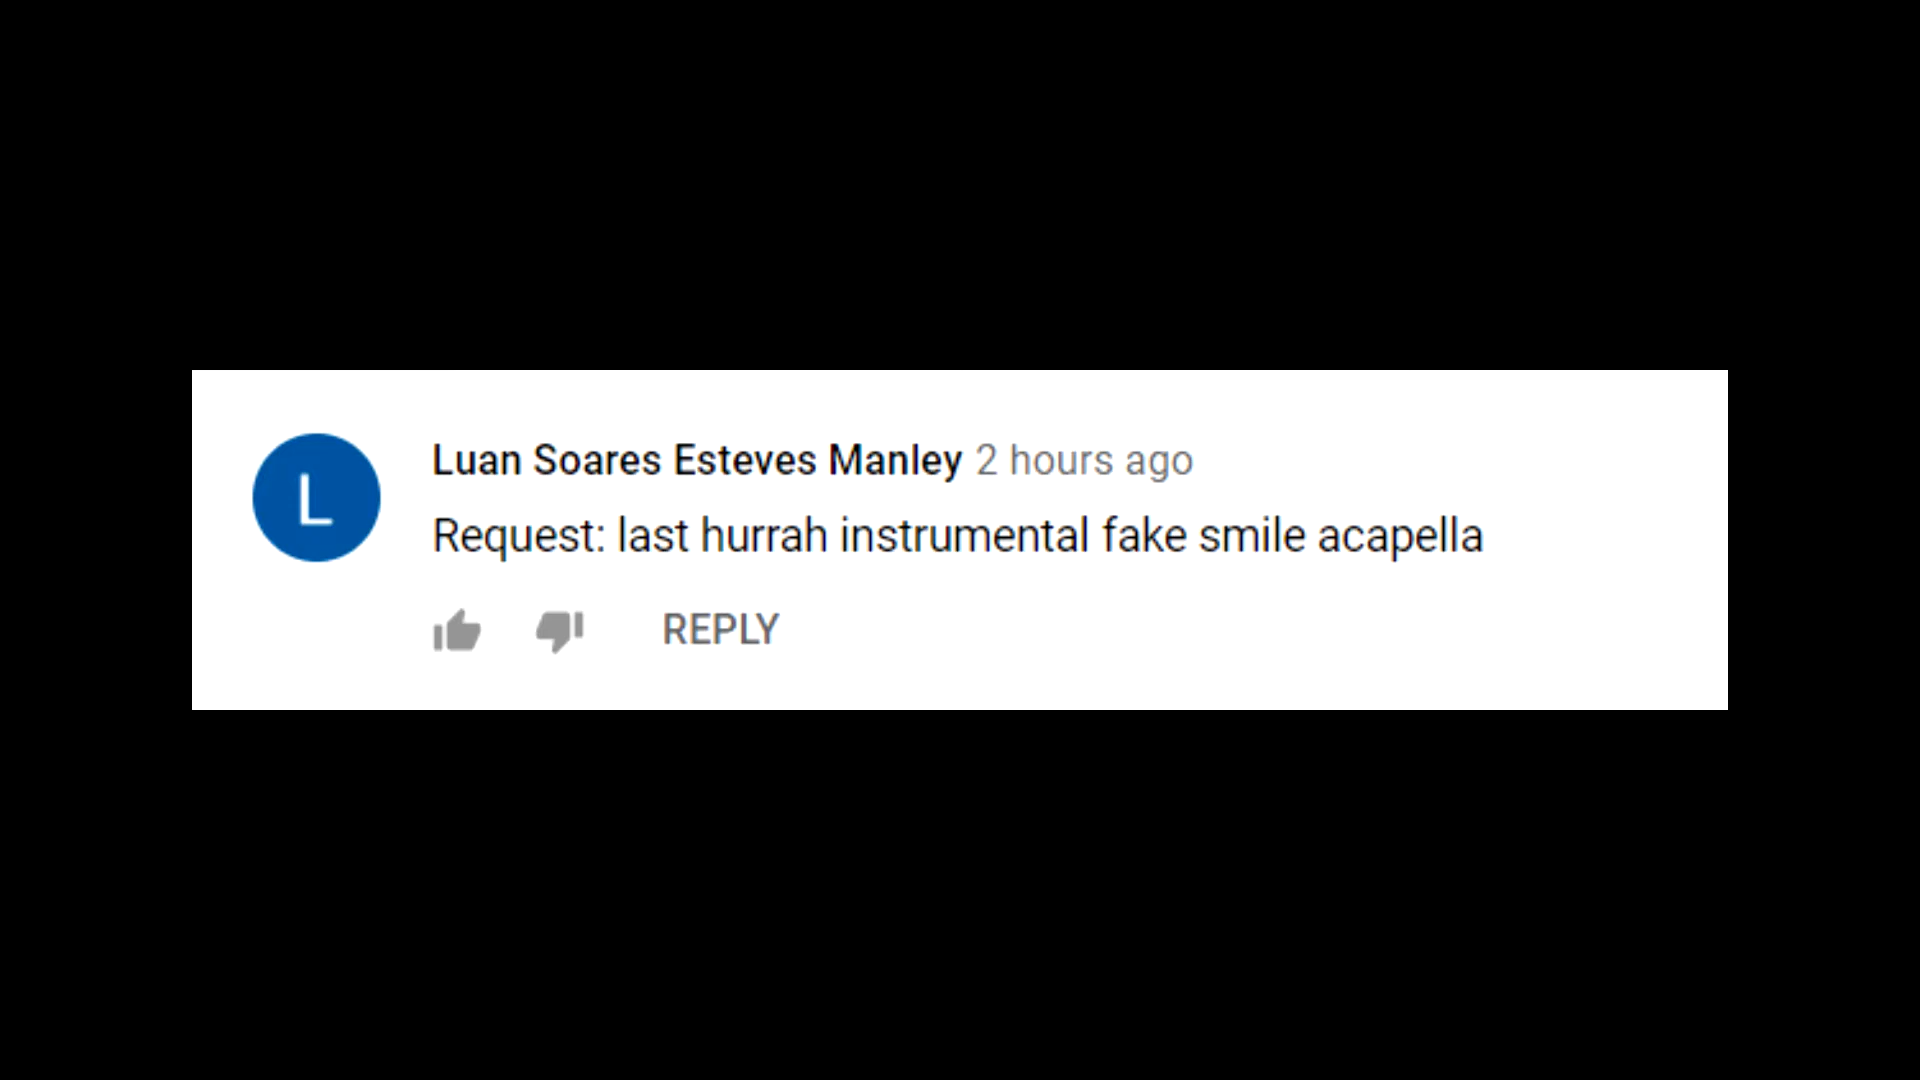 L
Luan Soares Esteves Manley 2 hours ago
Request: last hurrah instrumental fake smile acapella
REPLY